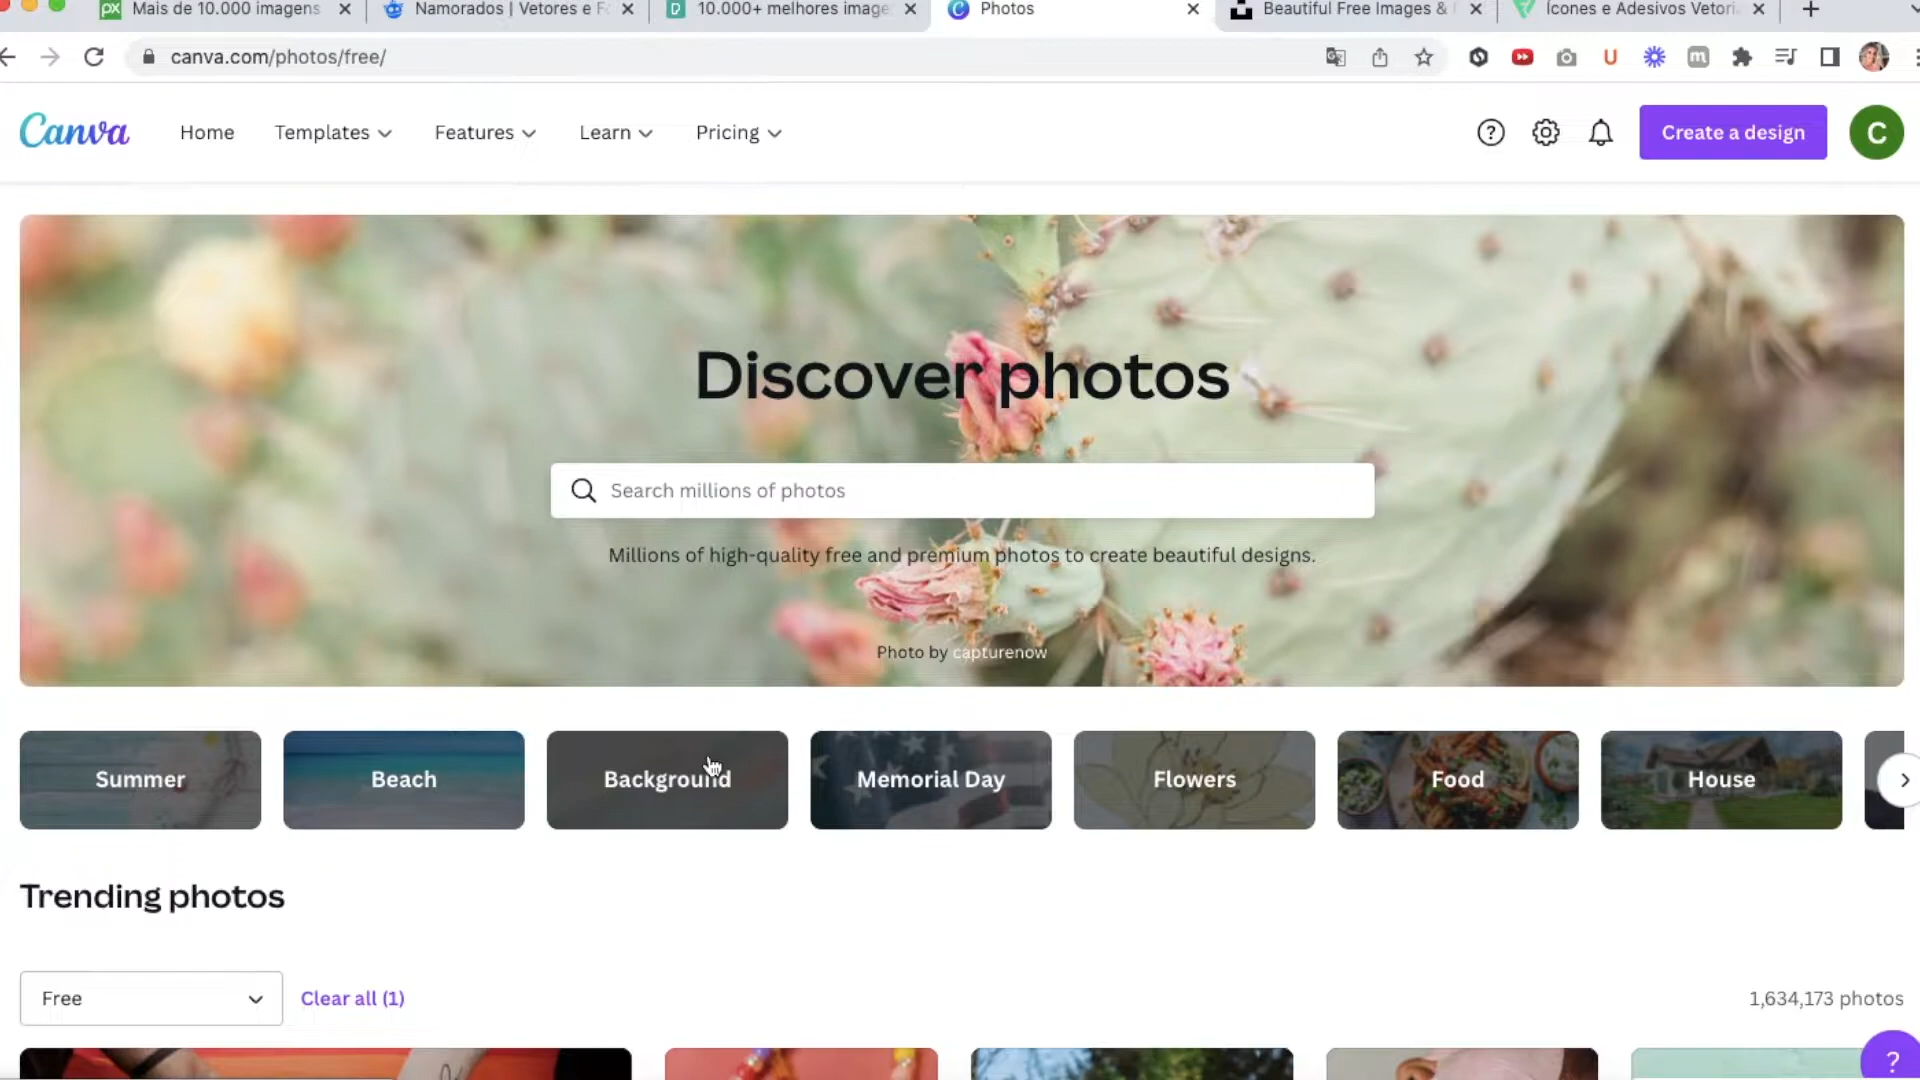 Mais de 10.000 imagens
Namorados | Vetores e Fo
10.000+ melhores image
Photos
Beautiful Free Images &
Ícones e Adesivos Vetori
canva.com/photos/free/
Canva
Home
Templates
Features
Learn
Pricing
Create a design
C
Discover photos
Search millions of photos
Millions of high-quality free and premium photos to create beautiful designs.
Photo by capturenow
Summer
Beach
Background
Memorial Day
Flowers
Food
House
Trending photos
Free
Clear all (1)
1,634,173 photos
?